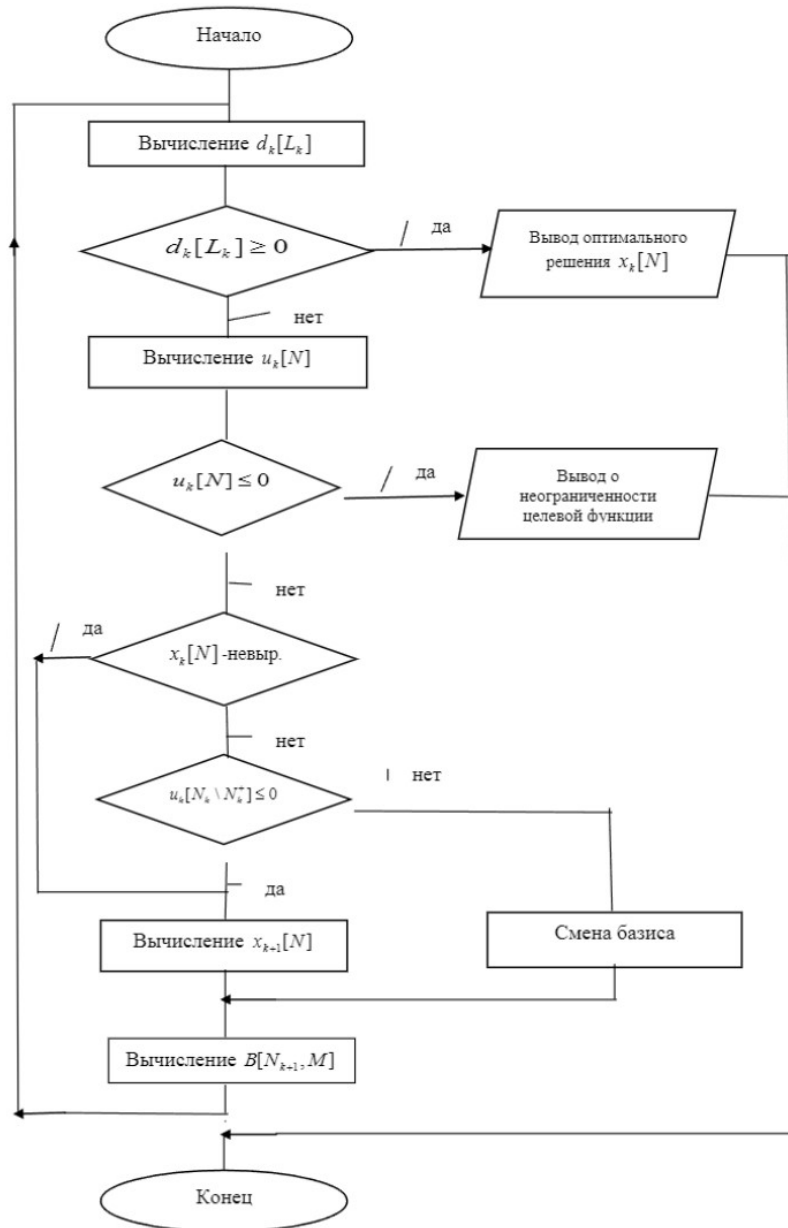 Начало
Вычисление d_k[L_k]
d_k[L_k] ≥ 0
да
Вывод оптимального
решения x_k[N]
нет
Вычисление u_k[N]
u_k[N] ≤ 0
да
Вывод о
неограниченности
целевой функции
нет
да
x_k[N] -невыр.
нет
u_k[N_k \ N_k^+] ≤ 0
нет
да
Вычисление x_{k+1}[N]
Смена базиса
Вычисление B[N_{k+1}, M]
Конец